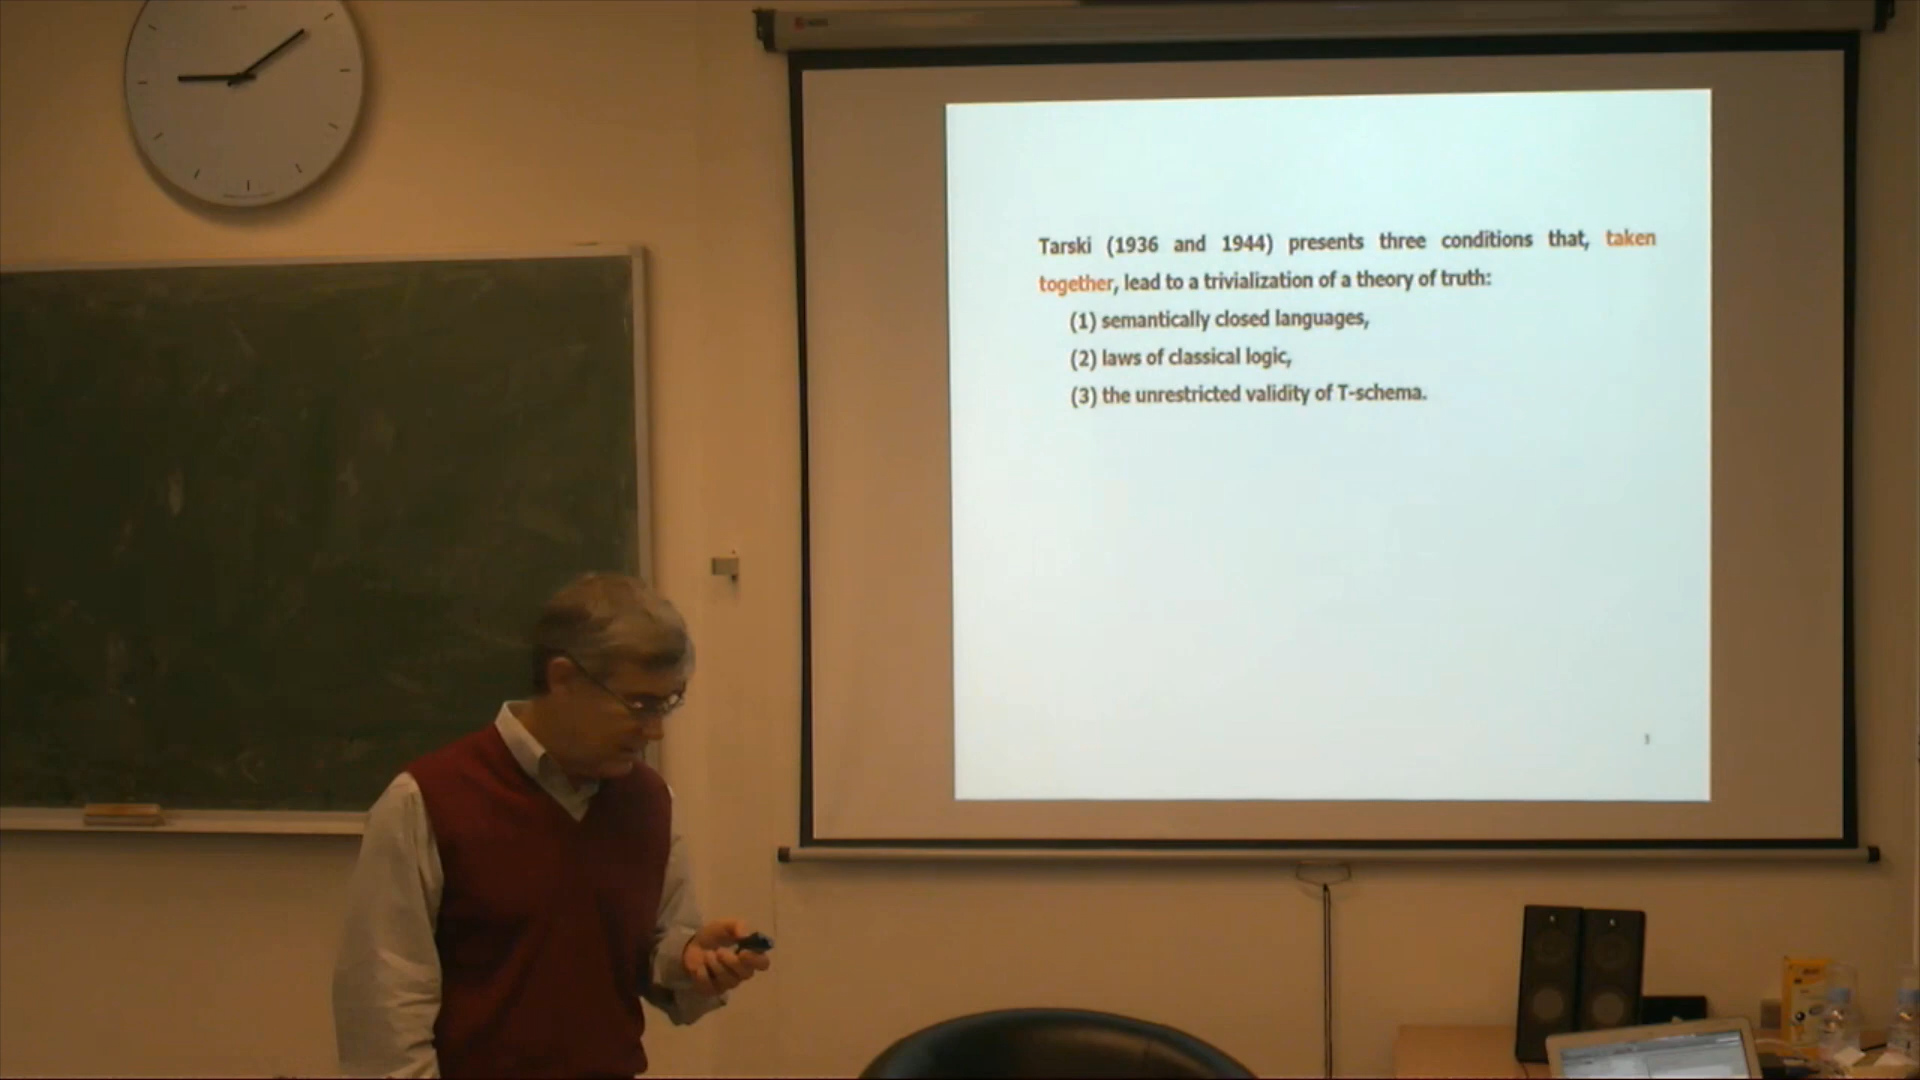 Tarski (1936 and 1944) presents three conditions that, taken
together, lead to a trivialization of a theory of truth:
(1) semantically closed languages,
(2) laws of classical logic,
(3) the unrestricted validity of T-schema.